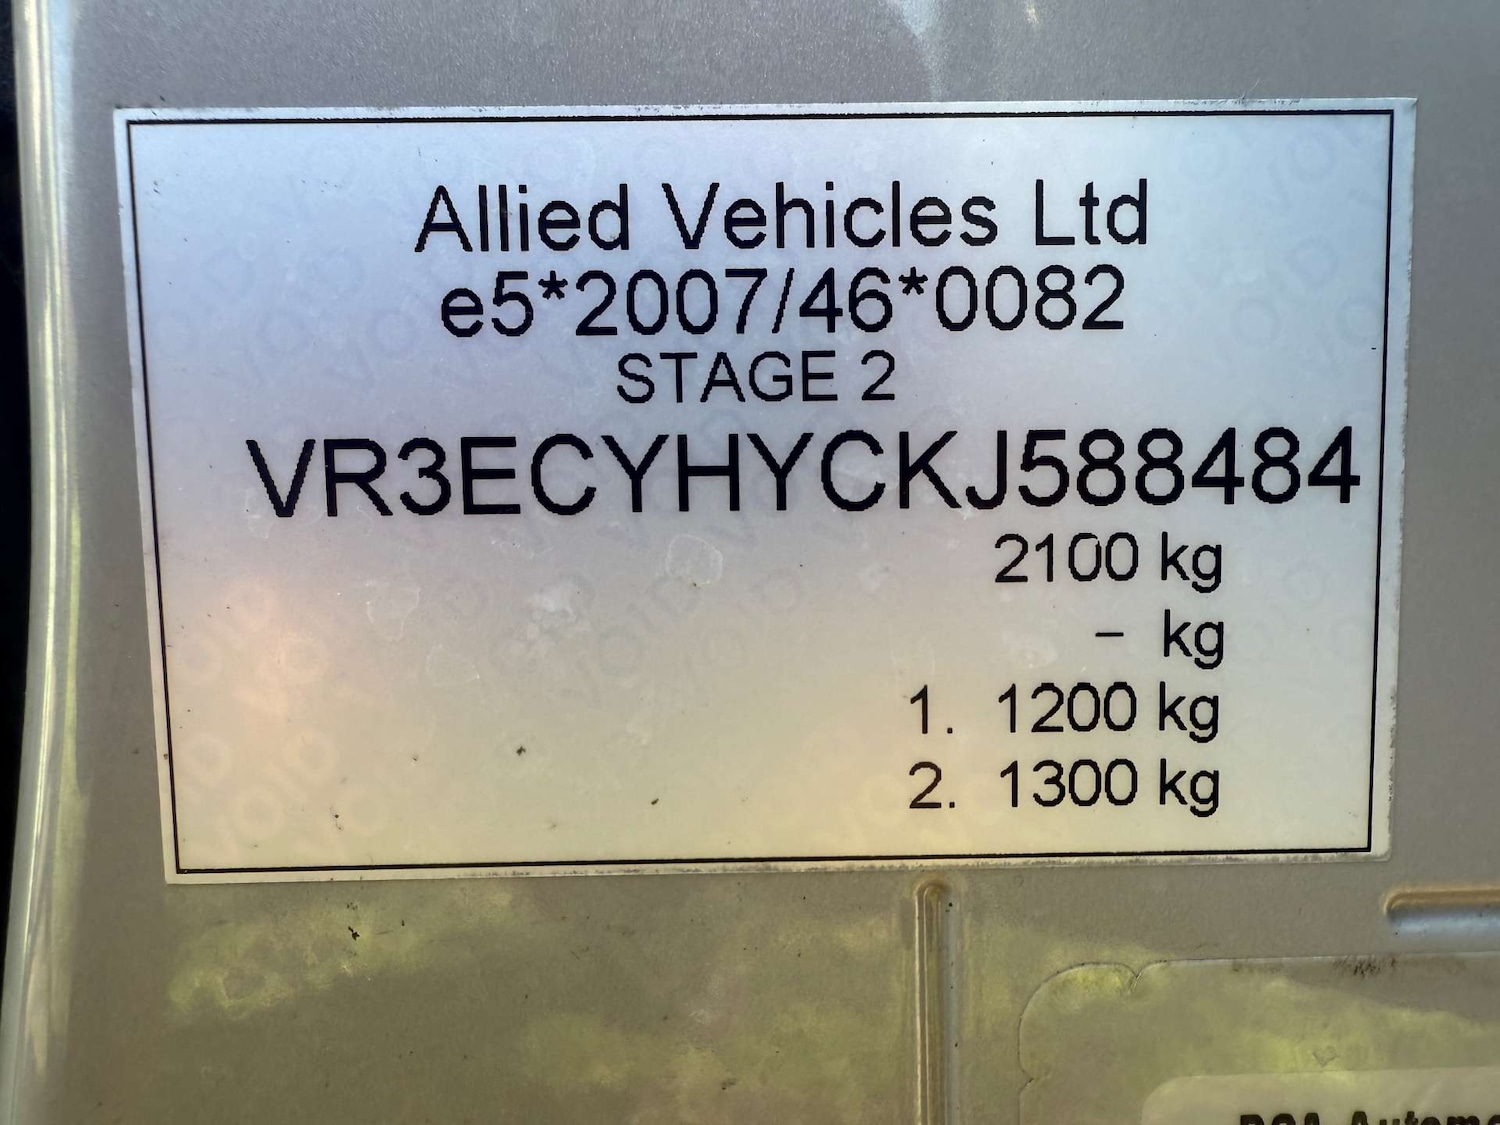 Allied Vehicles Ltd
e5*2007/46*0082
STAGE 2
VR3ECYHYCKJ588484
2100 kg
– kg
1. 1200 kg
2. 1300 kg